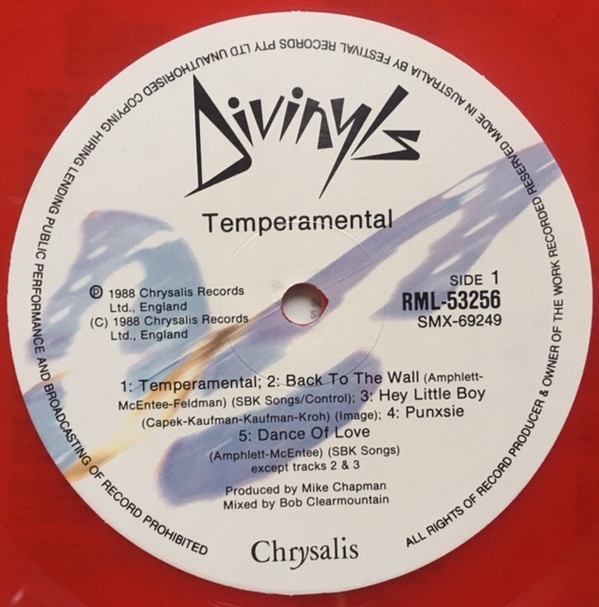 Divinyls
Temperamental
℗ 1988 Chrysalis Records
Ltd., England
(C) 1988 Chrysalis Records
Ltd., England
SIDE 1
RML-53256
SMX-69249
1: Temperamental; 2: Back To The Wall (Amphlett-
McEntee-Feldman) (SBK Songs/Control); 3: Hey Little Boy
(Capek-Kaufman-Kaufman-Kroh) (Image); 4: Punxsie
5: Dance Of Love
(Amphlett-McEntee) (SBK Songs)
except tracks 2 & 3
Produced by Mike Chapman
Mixed by Bob Clearmountain
Chrysalis
ALL RIGHTS OF RECORD PRODUCER & OWNER OF THE WORK RECORDED RESERVED MADE IN AUSTRALIA BY FESTIVAL RECORDS PTY LTD UNAUTHORISED COPYING HIRING LENDING PUBLIC PERFORMANCE AND BROADCASTING OF RECORD PROHIBITED